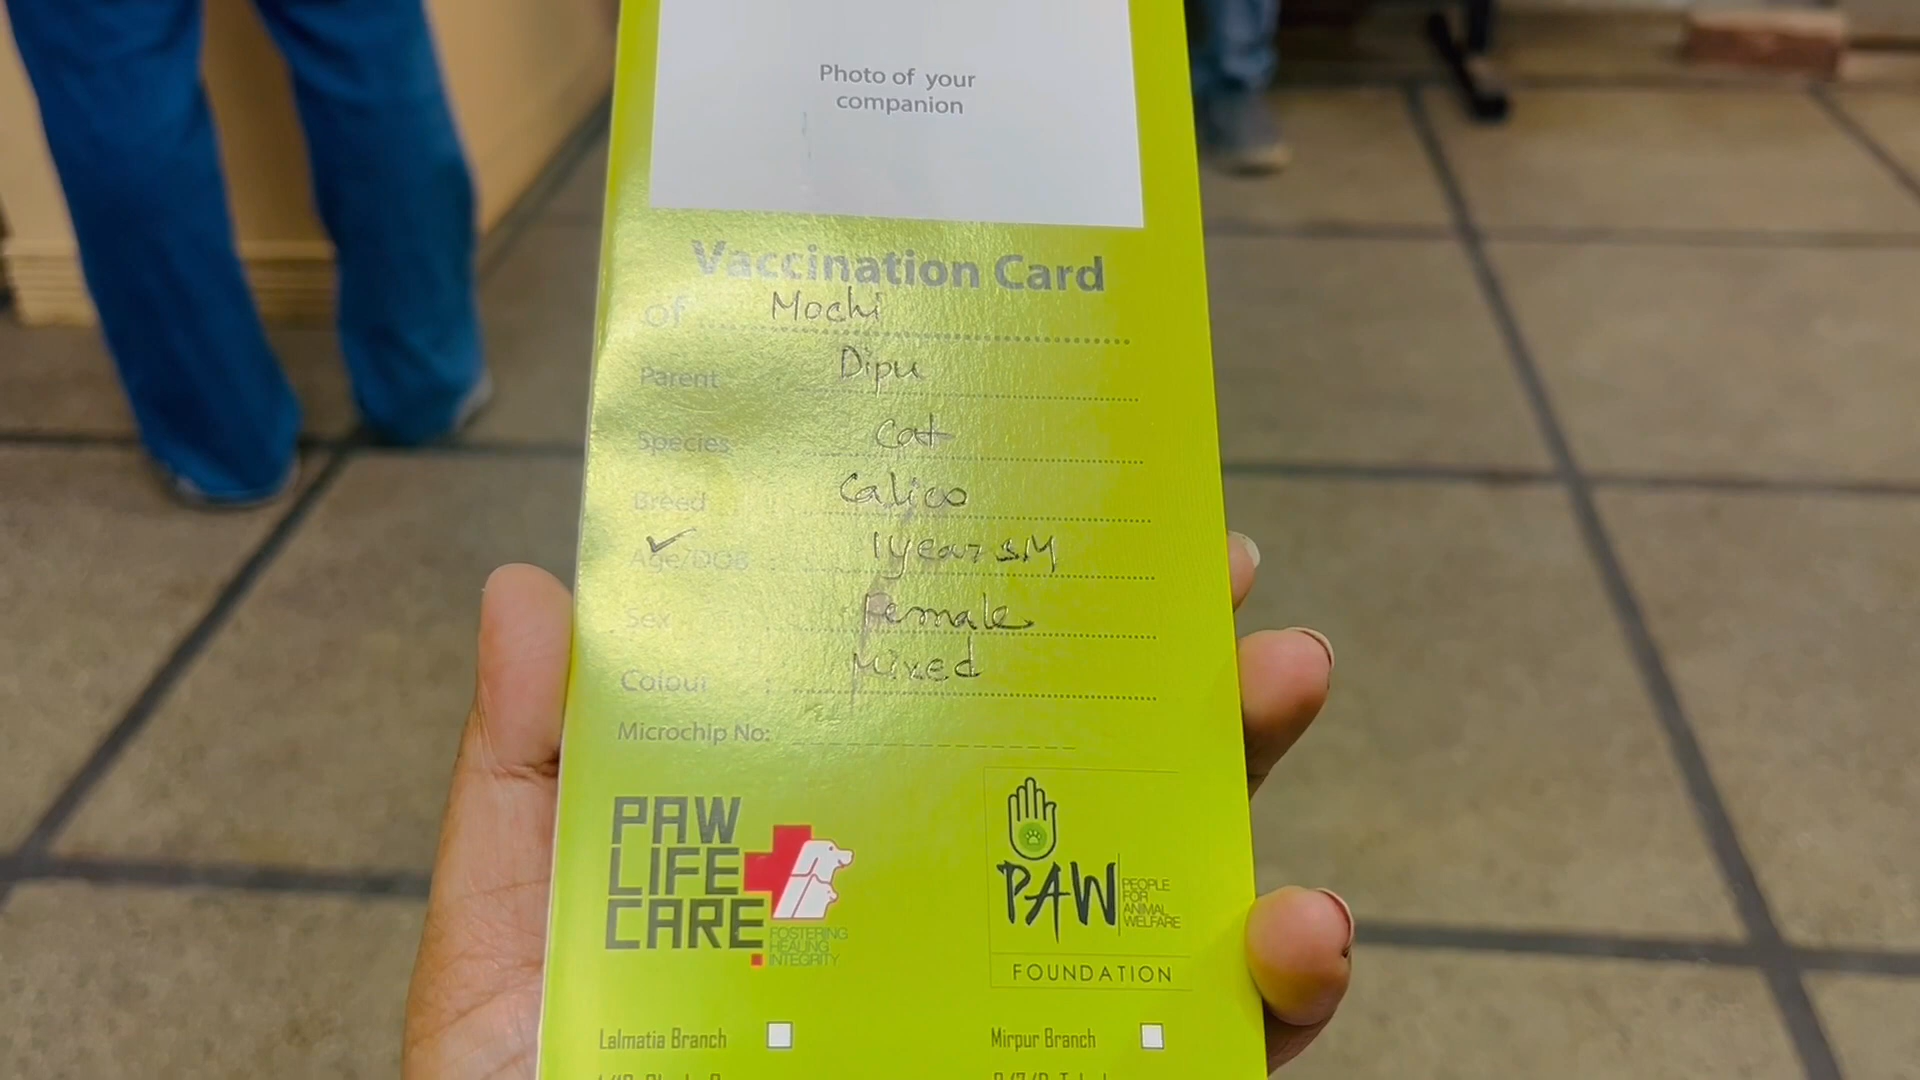 Photo of your
companion
Vaccination Card
of Mochi
Parent : Dipu
Species : Cat
Breed : Calico
Age/DOB : 1 year 3M
Sex : Female
Colour : Mixed
Microchip No:
PAW
LIFE
CARE
FOSTERING
HEALING
INTEGRITY
PAW
PEOPLE
FOR
ANIMAL
WELFARE
FOUNDATION
Lalmatia Branch
Mirpur Branch